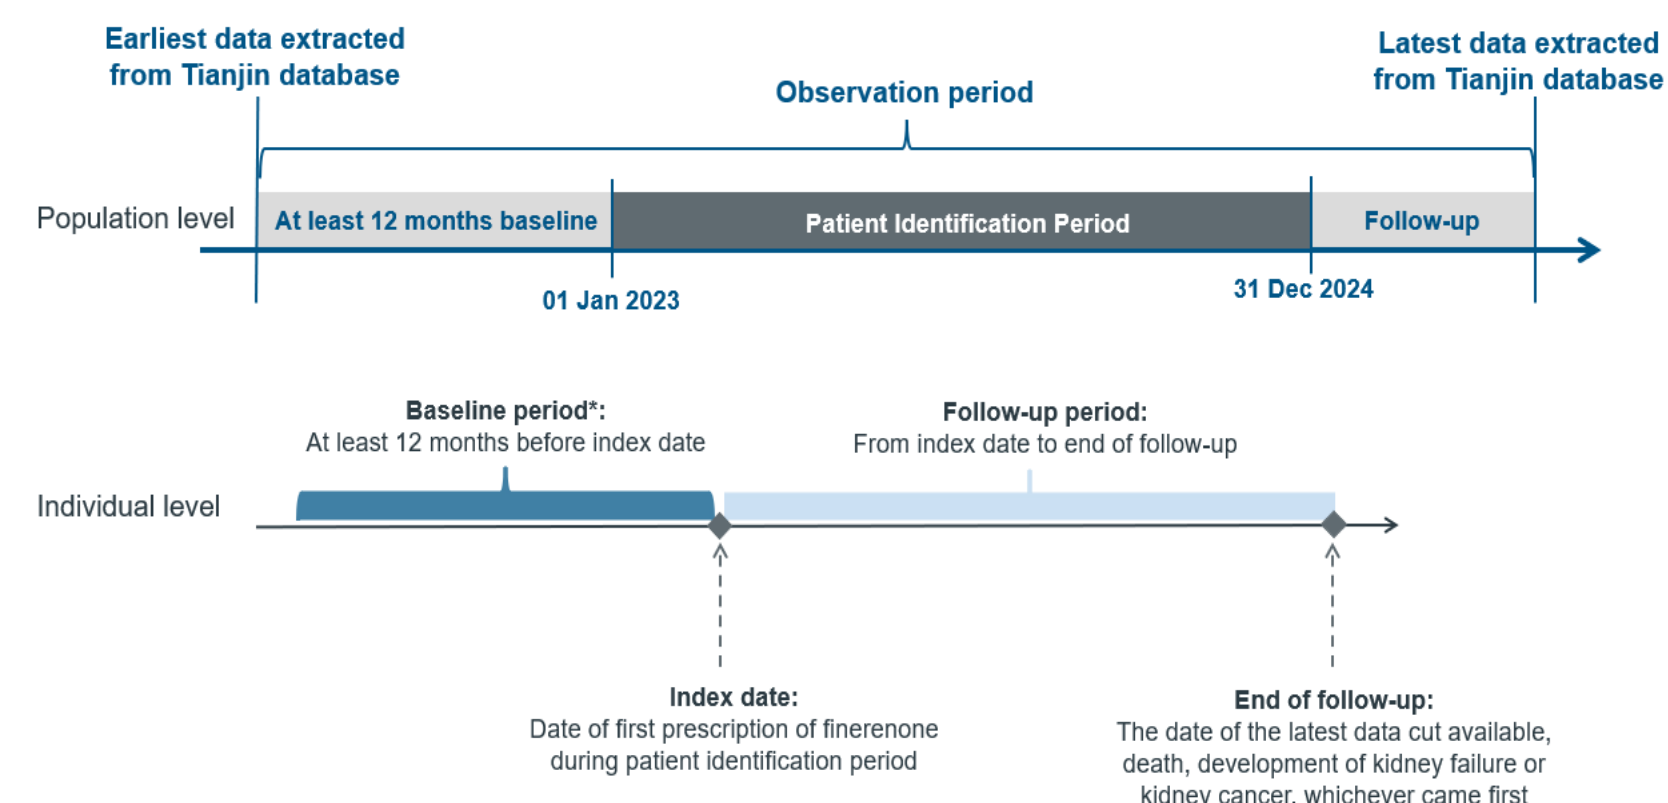 Earliest data extracted
from Tianjin database
Latest data extracted
from Tianjin database
Observation period
Population level
At least 12 months baseline
Patient Identification Period
Follow-up
01 Jan 2023
31 Dec 2024
Baseline period*:
At least 12 months before index date
Follow-up period:
From index date to end of follow-up
Individual level
Index date:
Date of first prescription of finerenone
during patient identification period
End of follow-up:
The date of the latest data cut available,
death, development of kidney failure or
kidney cancer, whichever came first